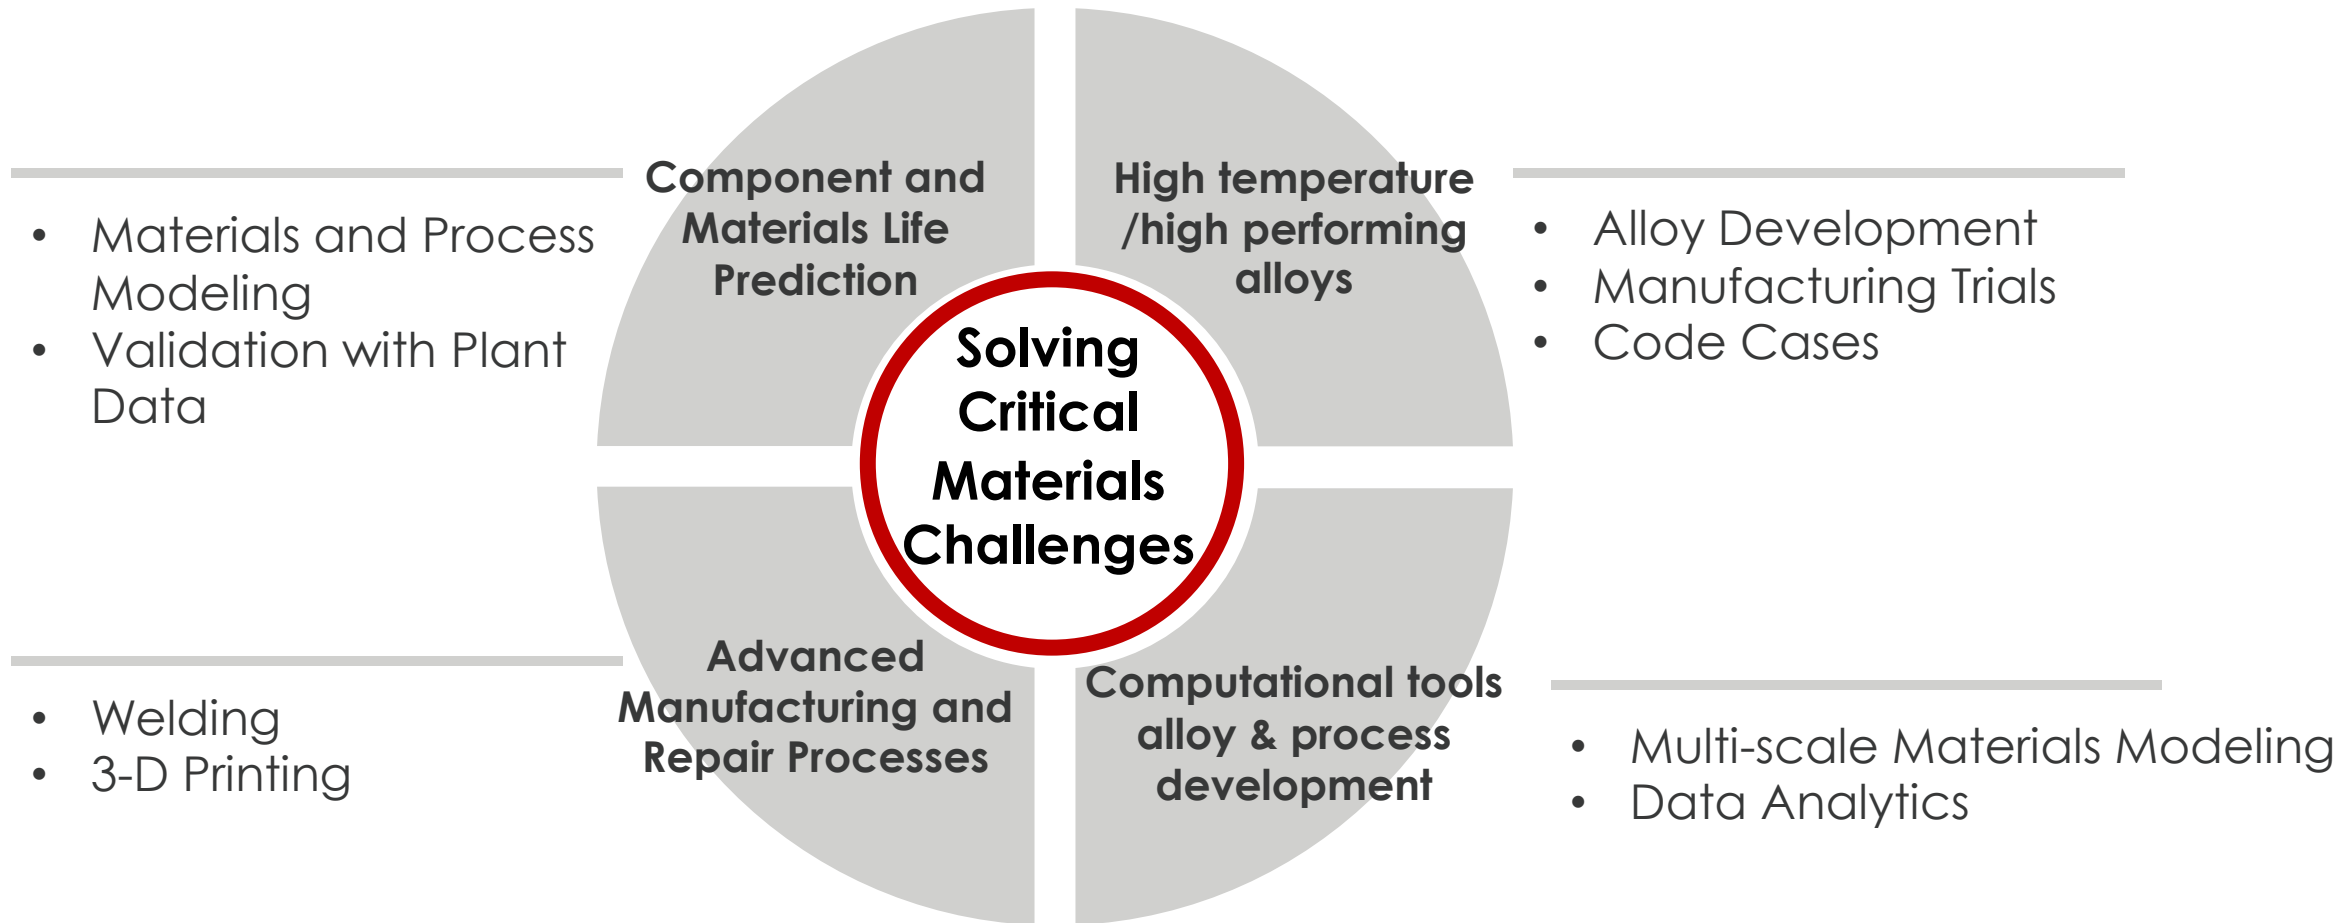 Component and
Materials Life
Prediction
• Materials and Process
Modeling
• Validation with Plant
Data
High temperature
/high performing
alloys
• Alloy Development
• Manufacturing Trials
• Code Cases
Solving
Critical
Materials
Challenges
Advanced
Manufacturing and
Repair Processes
• Welding
• 3-D Printing
Computational tools
alloy & process
development
• Multi-scale Materials Modeling
• Data Analytics